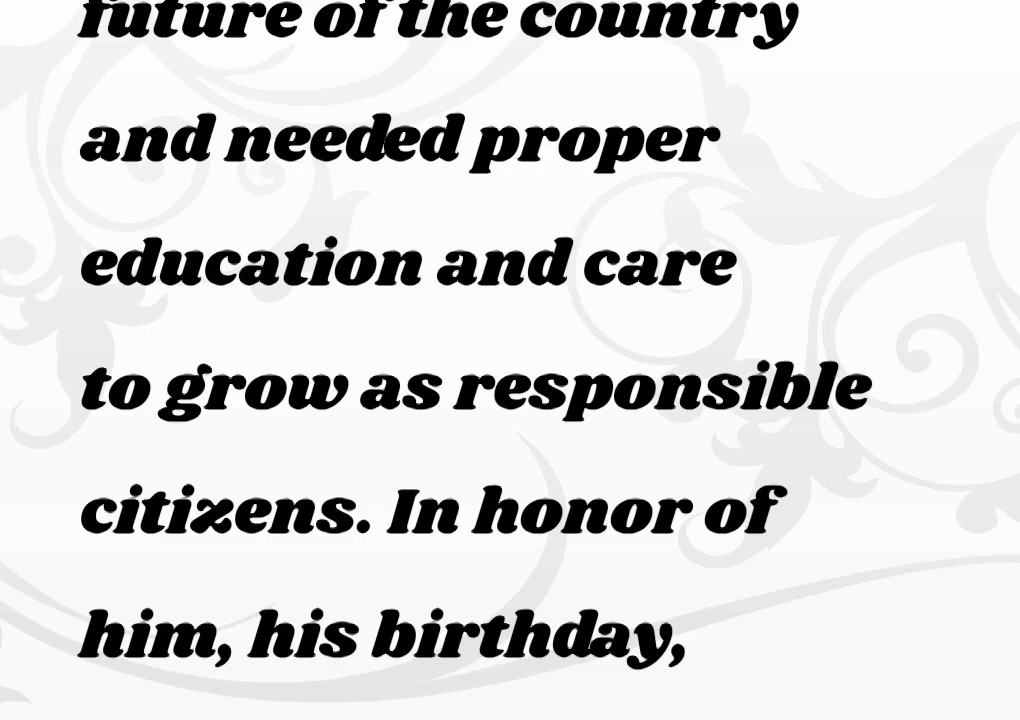 future of the country
and needed proper
education and care
to grow as responsible
citizens. In honor of
him, his birthday,